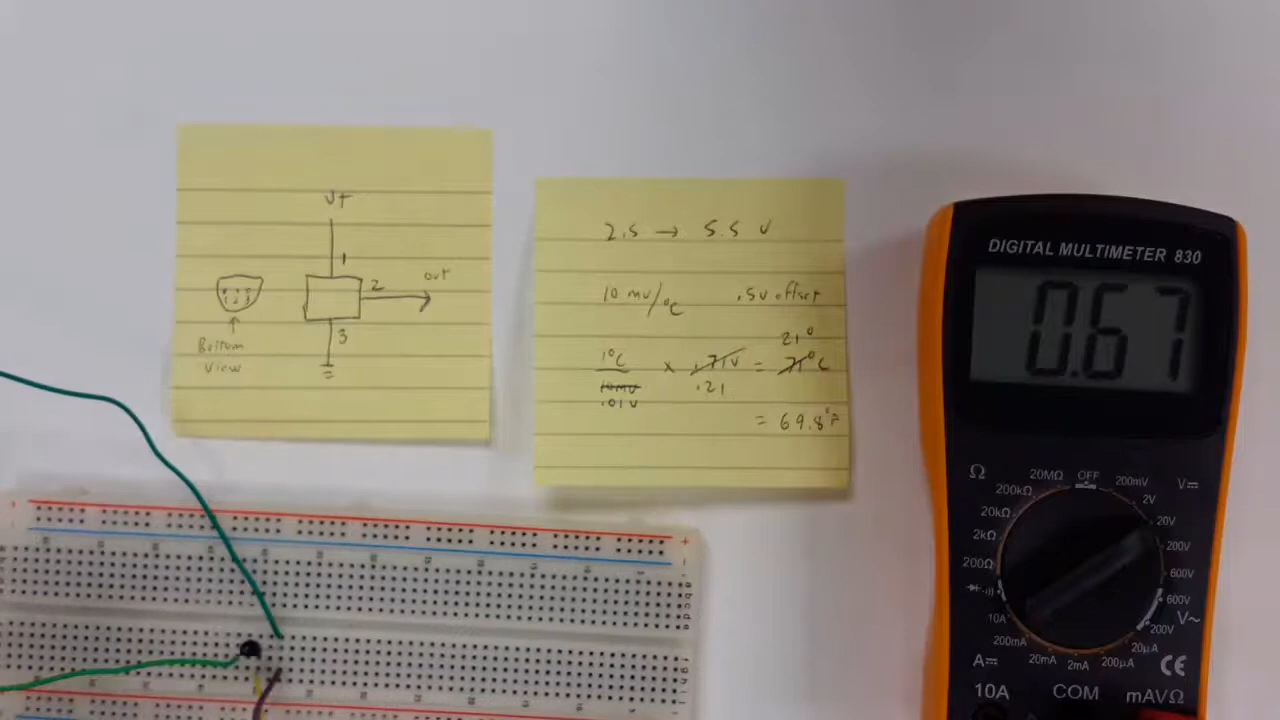 V+
1
2
out
1 2 3
3
Bottom
View
2.5 → 5.5 V
10 mV/°C .5V offset
21°
1°C × .71V = 71°C
10mV .21
.01V
= 69.8°F
DIGITAL MULTIMETER 830
0.67
Ω
20MΩ
OFF
200mV
V
200kΩ
2V
20kΩ
20V
2kΩ
200V
200Ω
600V
600V
10A
V~
200V
200mA
20µA
A
20mA
2mA
200µA
CE
10A
COM
mAVΩ